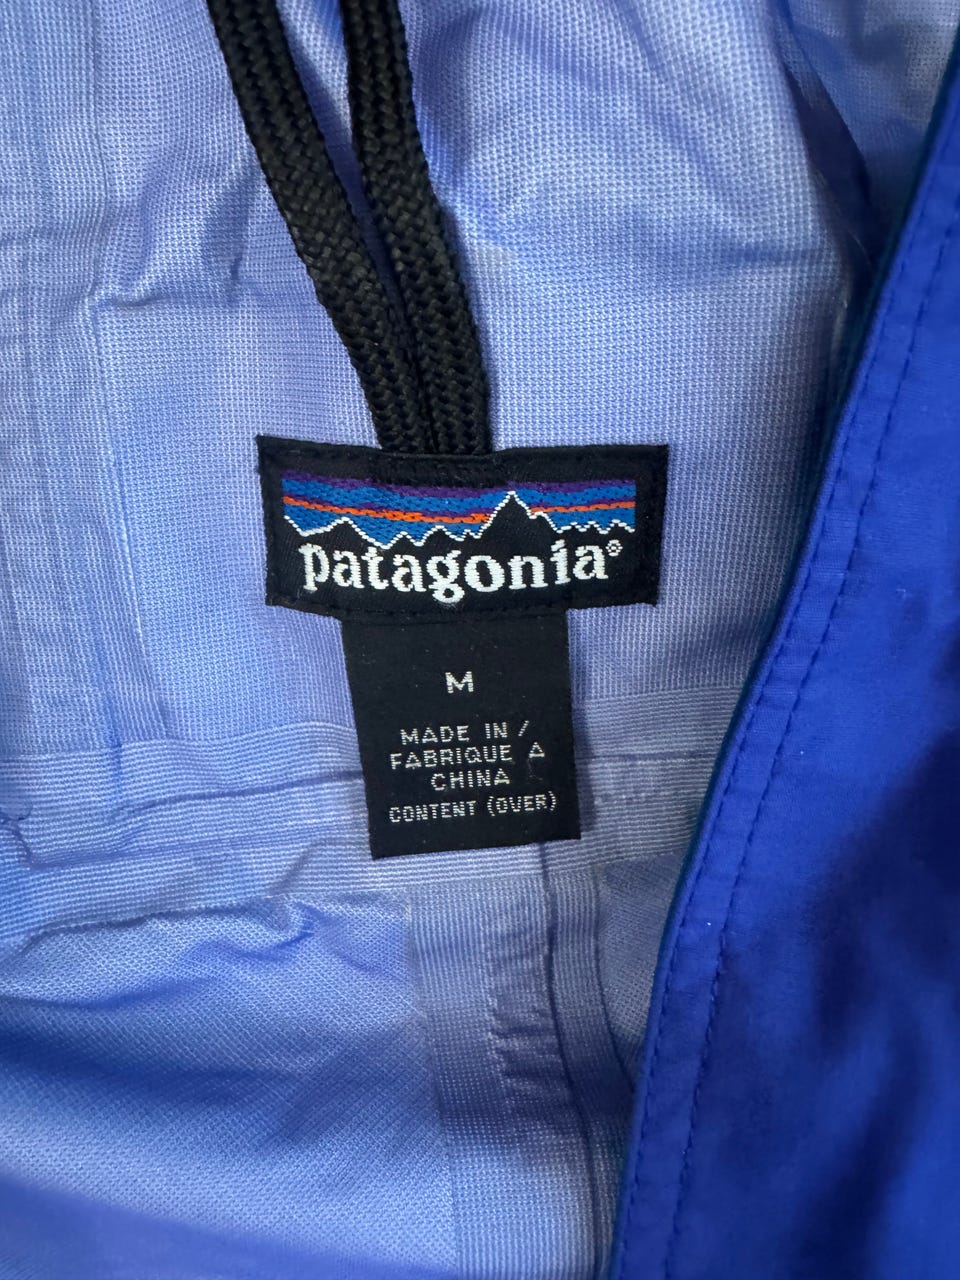 patagonia®
M
MADE IN /
FABRIQUE A
CHINA
CONTENT (OVER)